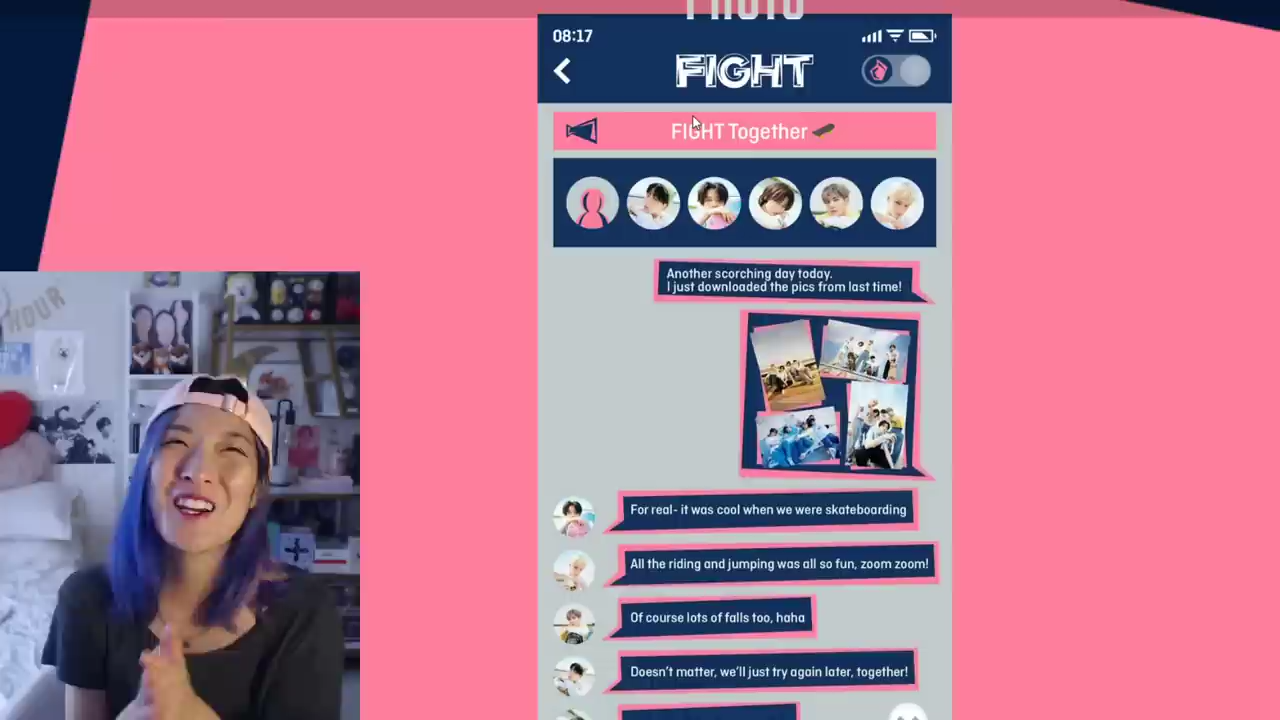 PHOTO
08:17
FIGHT
FIGHT Together
Another scorching day today.
I just downloaded the pics from last time!
For real- it was cool when we were skateboarding
All the riding and jumping was all so fun, zoom zoom!
Of course lots of falls too, haha
Doesn't matter, we'll just try again later, together!
HOUR